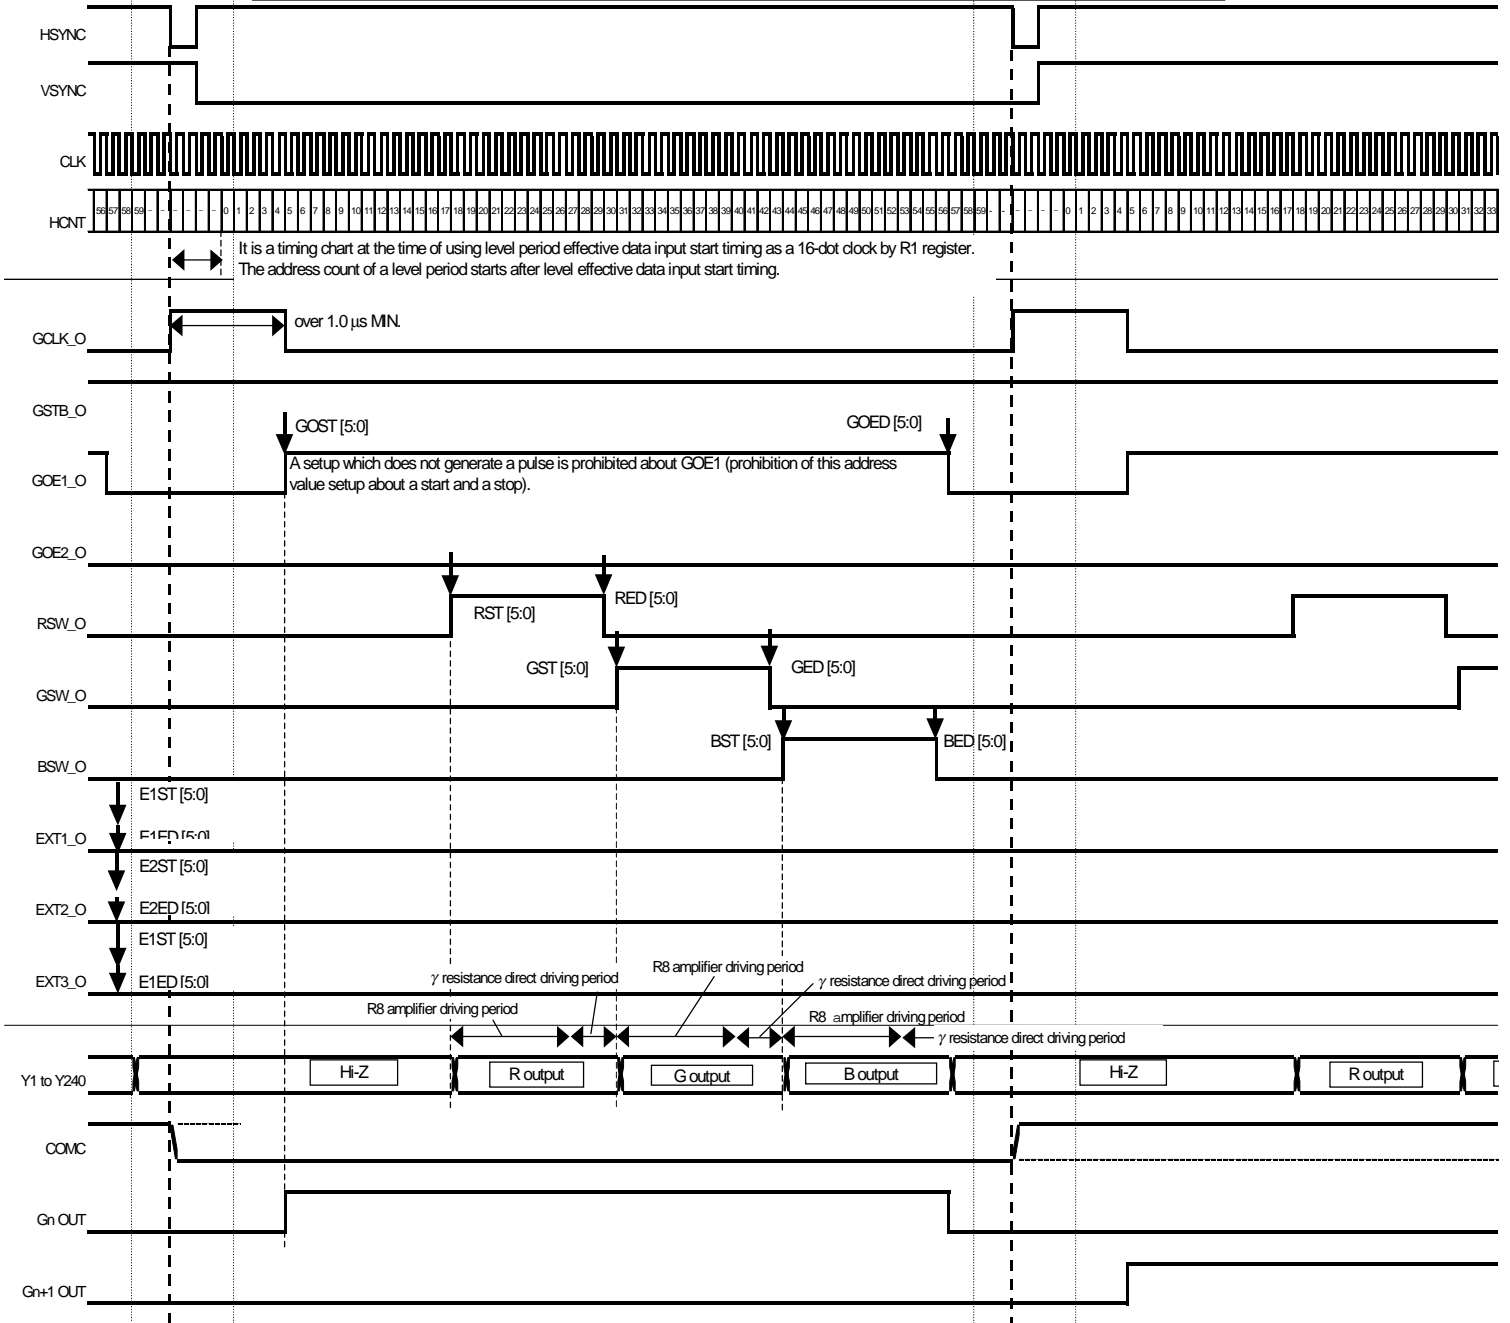 HSYNC
VSYNC
CLK
HCNT
56 57 58 59 - - - - - - 0 1 2 3 4 5 6 7 8 9 10 11 12 13 14 15 16 17 18 19 20 21 22 23 24 25 26 27 28 29 30 31 32 33 34 35 36 37 38 39 40 41 42 43 44 45 46 47 48 49 50 51 52 53 54 55 56 57 58 59 - - - - - - 0 1 2 3 4 5 6 7 8 9 10 11 12 13 14 15 16 17 18 19 20 21 22 23 24 25 26 27 28 29 30 31 32 33
It is a timing chart at the time of using level period effective data input start timing as a 16-dot clock by R1 register.
The address count of a level period starts after level effective data input start timing.
over 1.0 μs MIN.
GCLK_O
GSTB_O
GOST [5:0]
GOED [5:0]
A setup which does not generate a pulse is prohibited about GOE1 (prohibition of this address
value setup about a start and a stop).
GOE1_O
GOE2_O
RST [5:0]
RED [5:0]
RSW_O
GST [5:0]
GED [5:0]
GSW_O
BST [5:0]
BED [5:0]
BSW_O
E1ST [5:0]
EXT1_O
E1ED [5:0]
E2ST [5:0]
EXT2_O
E2ED [5:0]
E1ST [5:0]
EXT3_O
E1ED [5:0]
R8 amplifier driving period
γ resistance direct driving period
R8 amplifier driving period
γ resistance direct driving period
R8 amplifier driving period
γ resistance direct driving period
Y1 to Y240
Hi-Z
R output
G output
B output
Hi-Z
R output
COMC
Gn OUT
Gn+1 OUT